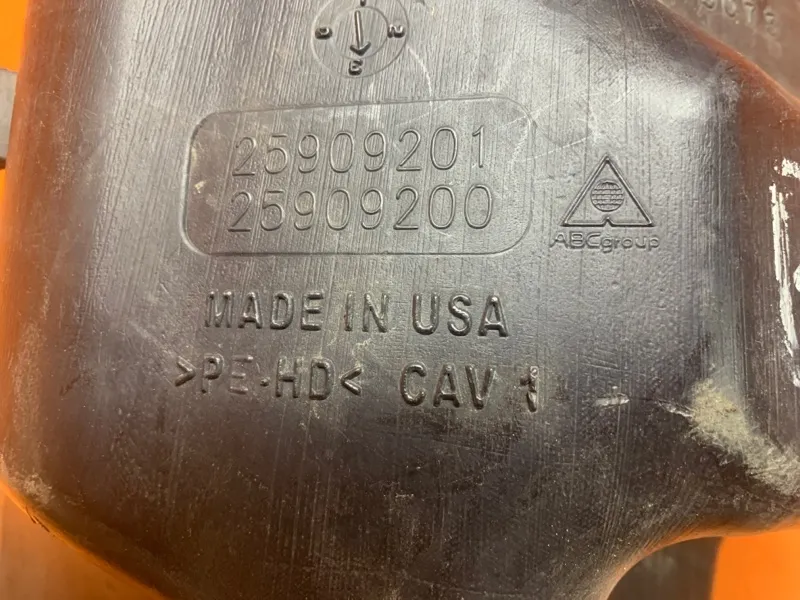 25909201
25909200
ABCgroup
MADE IN USA
>PE-HD< CAV 1